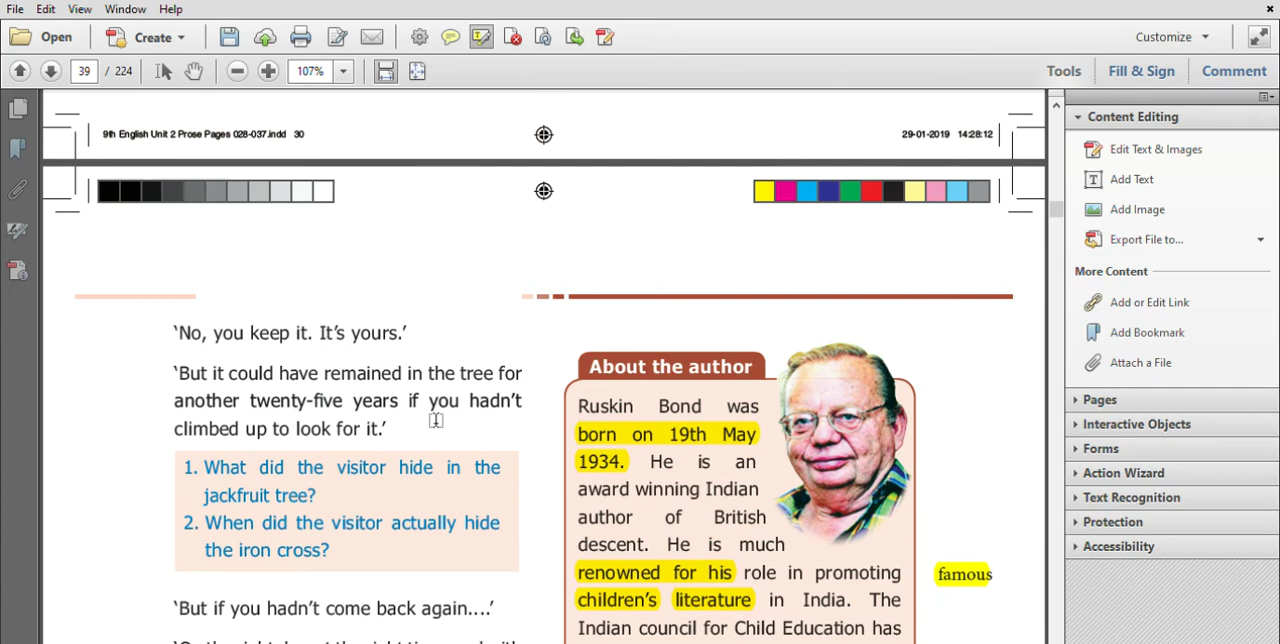 File Edit View Window Help ×
Open Create Customize
39 / 224 107% Tools Fill & Sign Comment
9th English Unit 2 Prose Pages 028-037.indd 30 29-01-2019 14:28:12
‘No, you keep it. It’s yours.’
‘But it could have remained in the tree for
another twenty-five years if you hadn’t
climbed up to look for it.’
1. What did the visitor hide in the
jackfruit tree?
2. When did the visitor actually hide
the iron cross?
‘But if you hadn’t come back again....’
About the author
Ruskin Bond was
born on 19th May
1934. He is an
award winning Indian
author of British
descent. He is much
renowned for his role in promoting
children’s literature in India. The
Indian council for Child Education has
famous
Content Editing
Edit Text & Images
Add Text
Add Image
Export File to...
More Content
Add or Edit Link
Add Bookmark
Attach a File
Pages
Interactive Objects
Forms
Action Wizard
Text Recognition
Protection
Accessibility